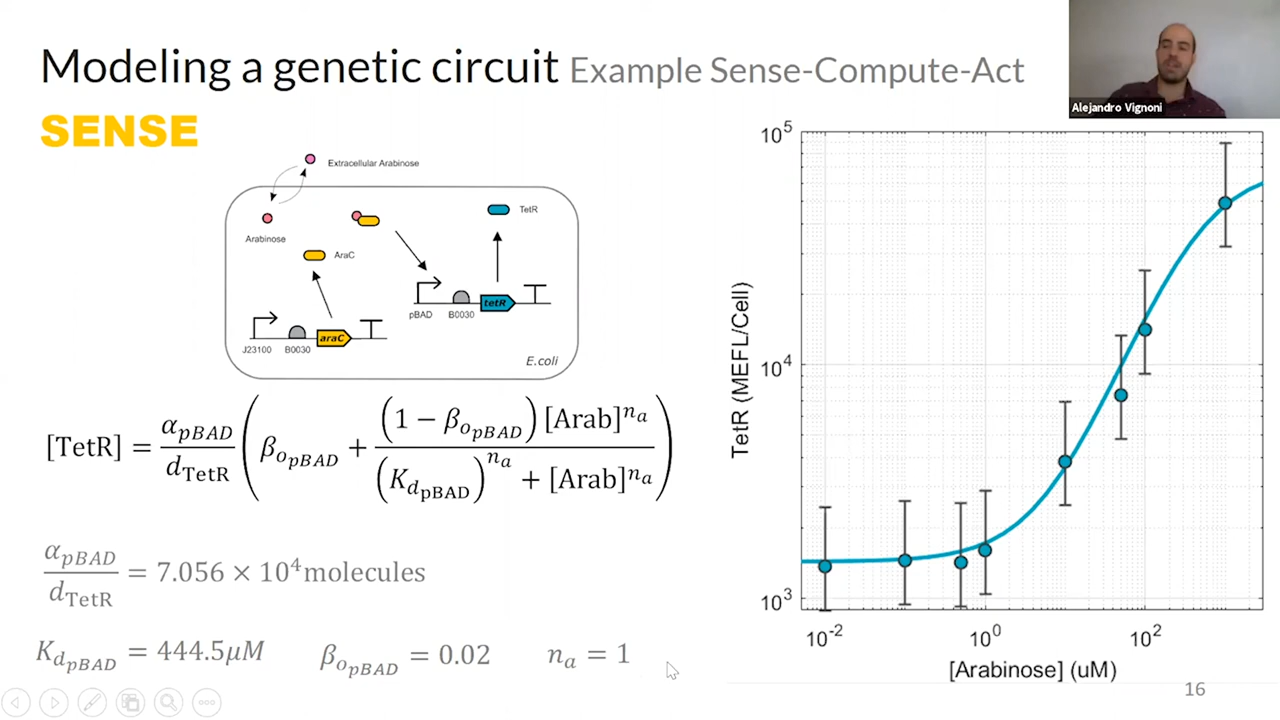 Modeling a genetic circuit Example Sense-Compute-Act
Alejandro Vignoni
SENSE
Extracellular Arabinose
TetR
Arabinose
AraC
pBAD B0030 tetR
J23100 B0030 araC
E.coli
[TetR] = α_pBAD / d_TetR ( β_o_pBAD + (1 − β_o_pBAD) [Arab]^n_a / ((K_d_pBAD)^n_a + [Arab]^n_a) )
α_pBAD / d_TetR = 7.056 × 10^4 molecules
K_d_pBAD = 444.5μM β_o_pBAD = 0.02 n_a = 1
TetR (MEFL/Cell)
10^5
10^4
10^3
10^-2 10^0 10^2
[Arabinose] (uM)
16